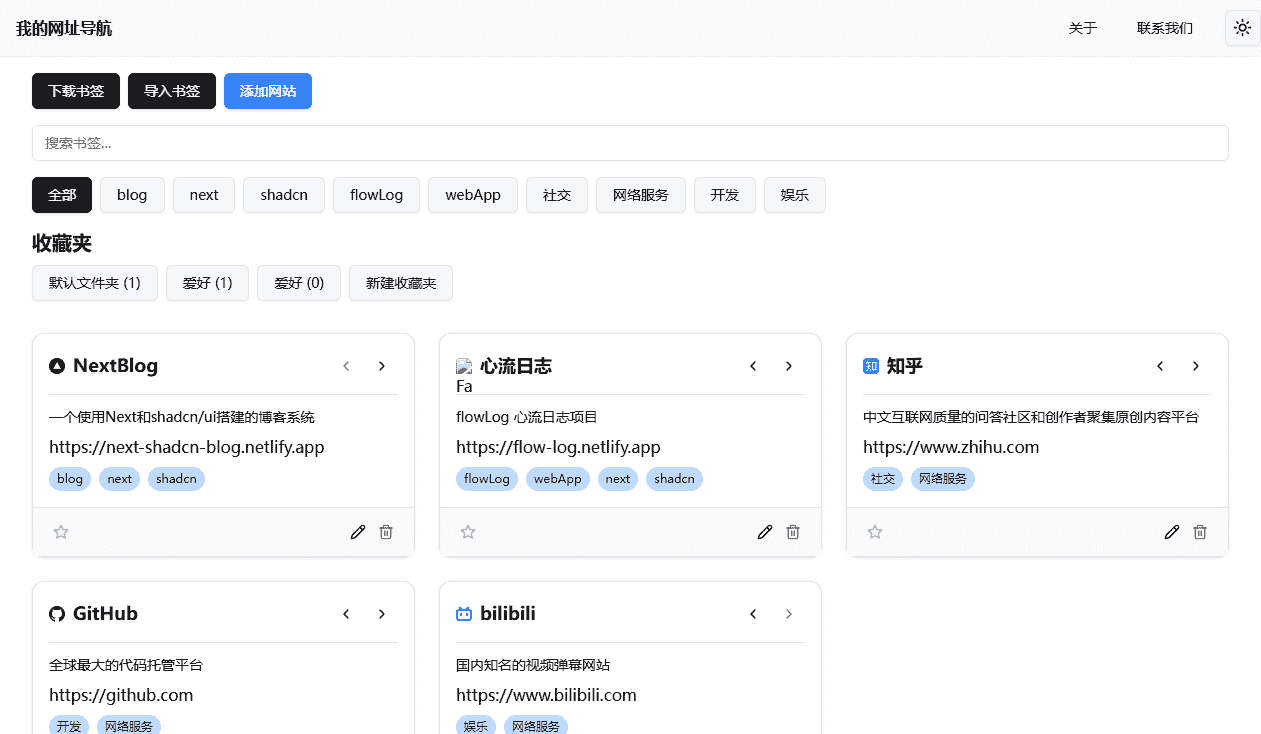 我的网址导航 关于 联系我们
下载书签 导入书签 添加网站
搜索书签...
全部 blog next shadcn flowLog webApp 社交 网络服务 开发 娱乐
收藏夹
默认文件夹 (1) 爱好 (1) 爱好 (0) 新建收藏夹
NextBlog
一个使用Next和shadcn/ui搭建的博客系统
https://next-shadcn-blog.netlify.app
blog next shadcn
Fa
心流日志
flowLog 心流日志项目
https://flow-log.netlify.app
flowLog webApp next shadcn
知
知乎
中文互联网质量的问答社区和创作者聚集原创内容平台
https://www.zhihu.com
社交 网络服务
GitHub
全球最大的代码托管平台
https://github.com
开发 网络服务
bilibili
国内知名的视频弹幕网站
https://www.bilibili.com
娱乐 网络服务